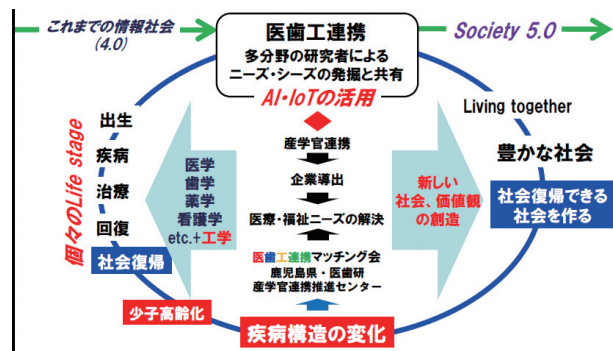 これまでの情報社会
(4.0)
医歯工連携
多分野の研究者による
ニーズ・シーズの発掘と共有
AI・IoTの活用
Society 5.0
個々のLife stage
出生
疾病
治療
回復
社会復帰
少子高齢化
医学
歯学
薬学
看護学
etc.+工学
産学官連携
企業導出
医療・福祉ニーズの解決
医歯工連携マッチング会
鹿児島県・医歯研
産学官連携推進センター
疾病構造の変化
新しい
社会、価値観
の創造
Living together
豊かな社会
社会復帰できる
社会を作る